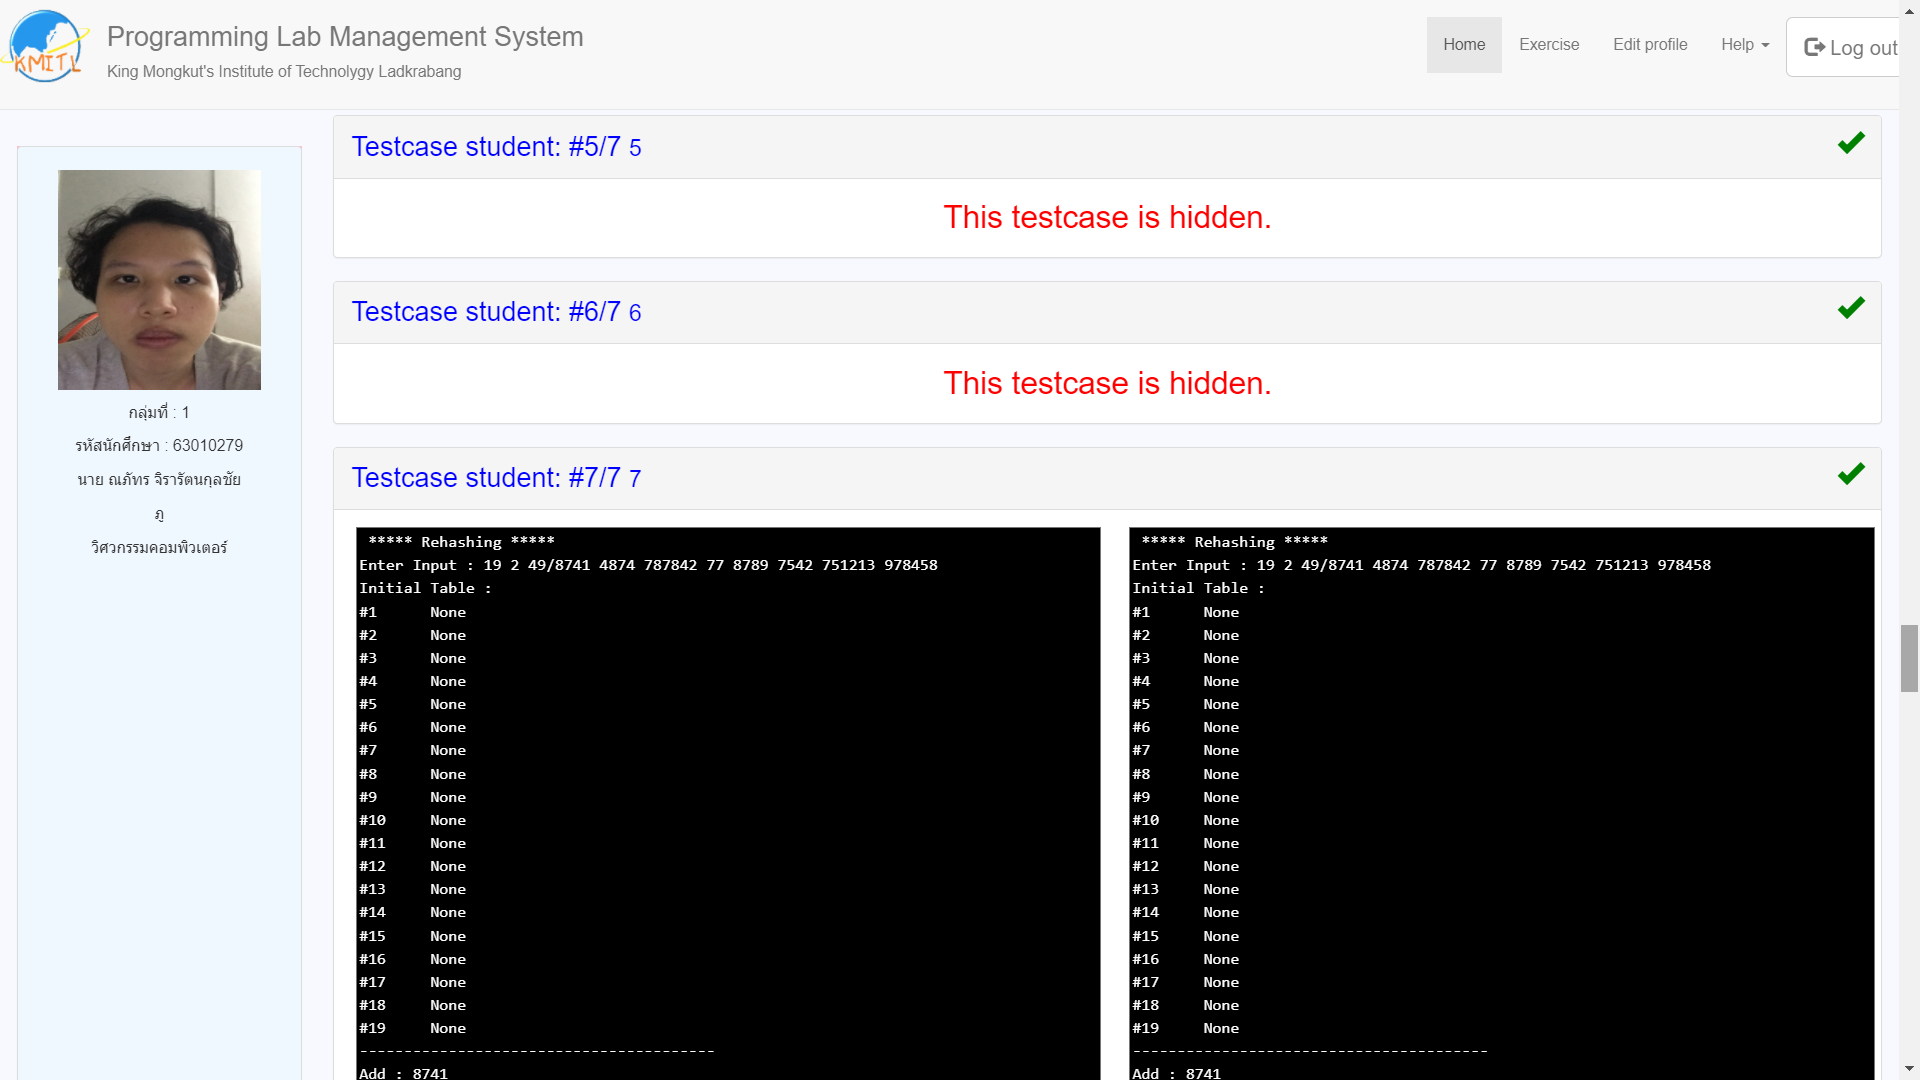 KMITL
Programming Lab Management System
King Mongkut's Institute of Technolygy Ladkrabang
Home
Exercise
Edit profile
Help
Log out
กลุ่มที่ : 1
รหัสนักศึกษา : 63010279
นาย ณภัทร จิรารัตนกุลชัย
ภู
วิศวกรรมคอมพิวเตอร์
Testcase student: #5/7 5
This testcase is hidden.
Testcase student: #6/7 6
This testcase is hidden.
Testcase student: #7/7 7
***** Rehashing *****
Enter Input : 19 2 49/8741 4874 787842 77 8789 7542 751213 978458
Initial Table :
#1 None
#2 None
#3 None
#4 None
#5 None
#6 None
#7 None
#8 None
#9 None
#10 None
#11 None
#12 None
#13 None
#14 None
#15 None
#16 None
#17 None
#18 None
#19 None
----------------------------------------
Add : 8741
***** Rehashing *****
Enter Input : 19 2 49/8741 4874 787842 77 8789 7542 751213 978458
Initial Table :
#1 None
#2 None
#3 None
#4 None
#5 None
#6 None
#7 None
#8 None
#9 None
#10 None
#11 None
#12 None
#13 None
#14 None
#15 None
#16 None
#17 None
#18 None
#19 None
----------------------------------------
Add : 8741